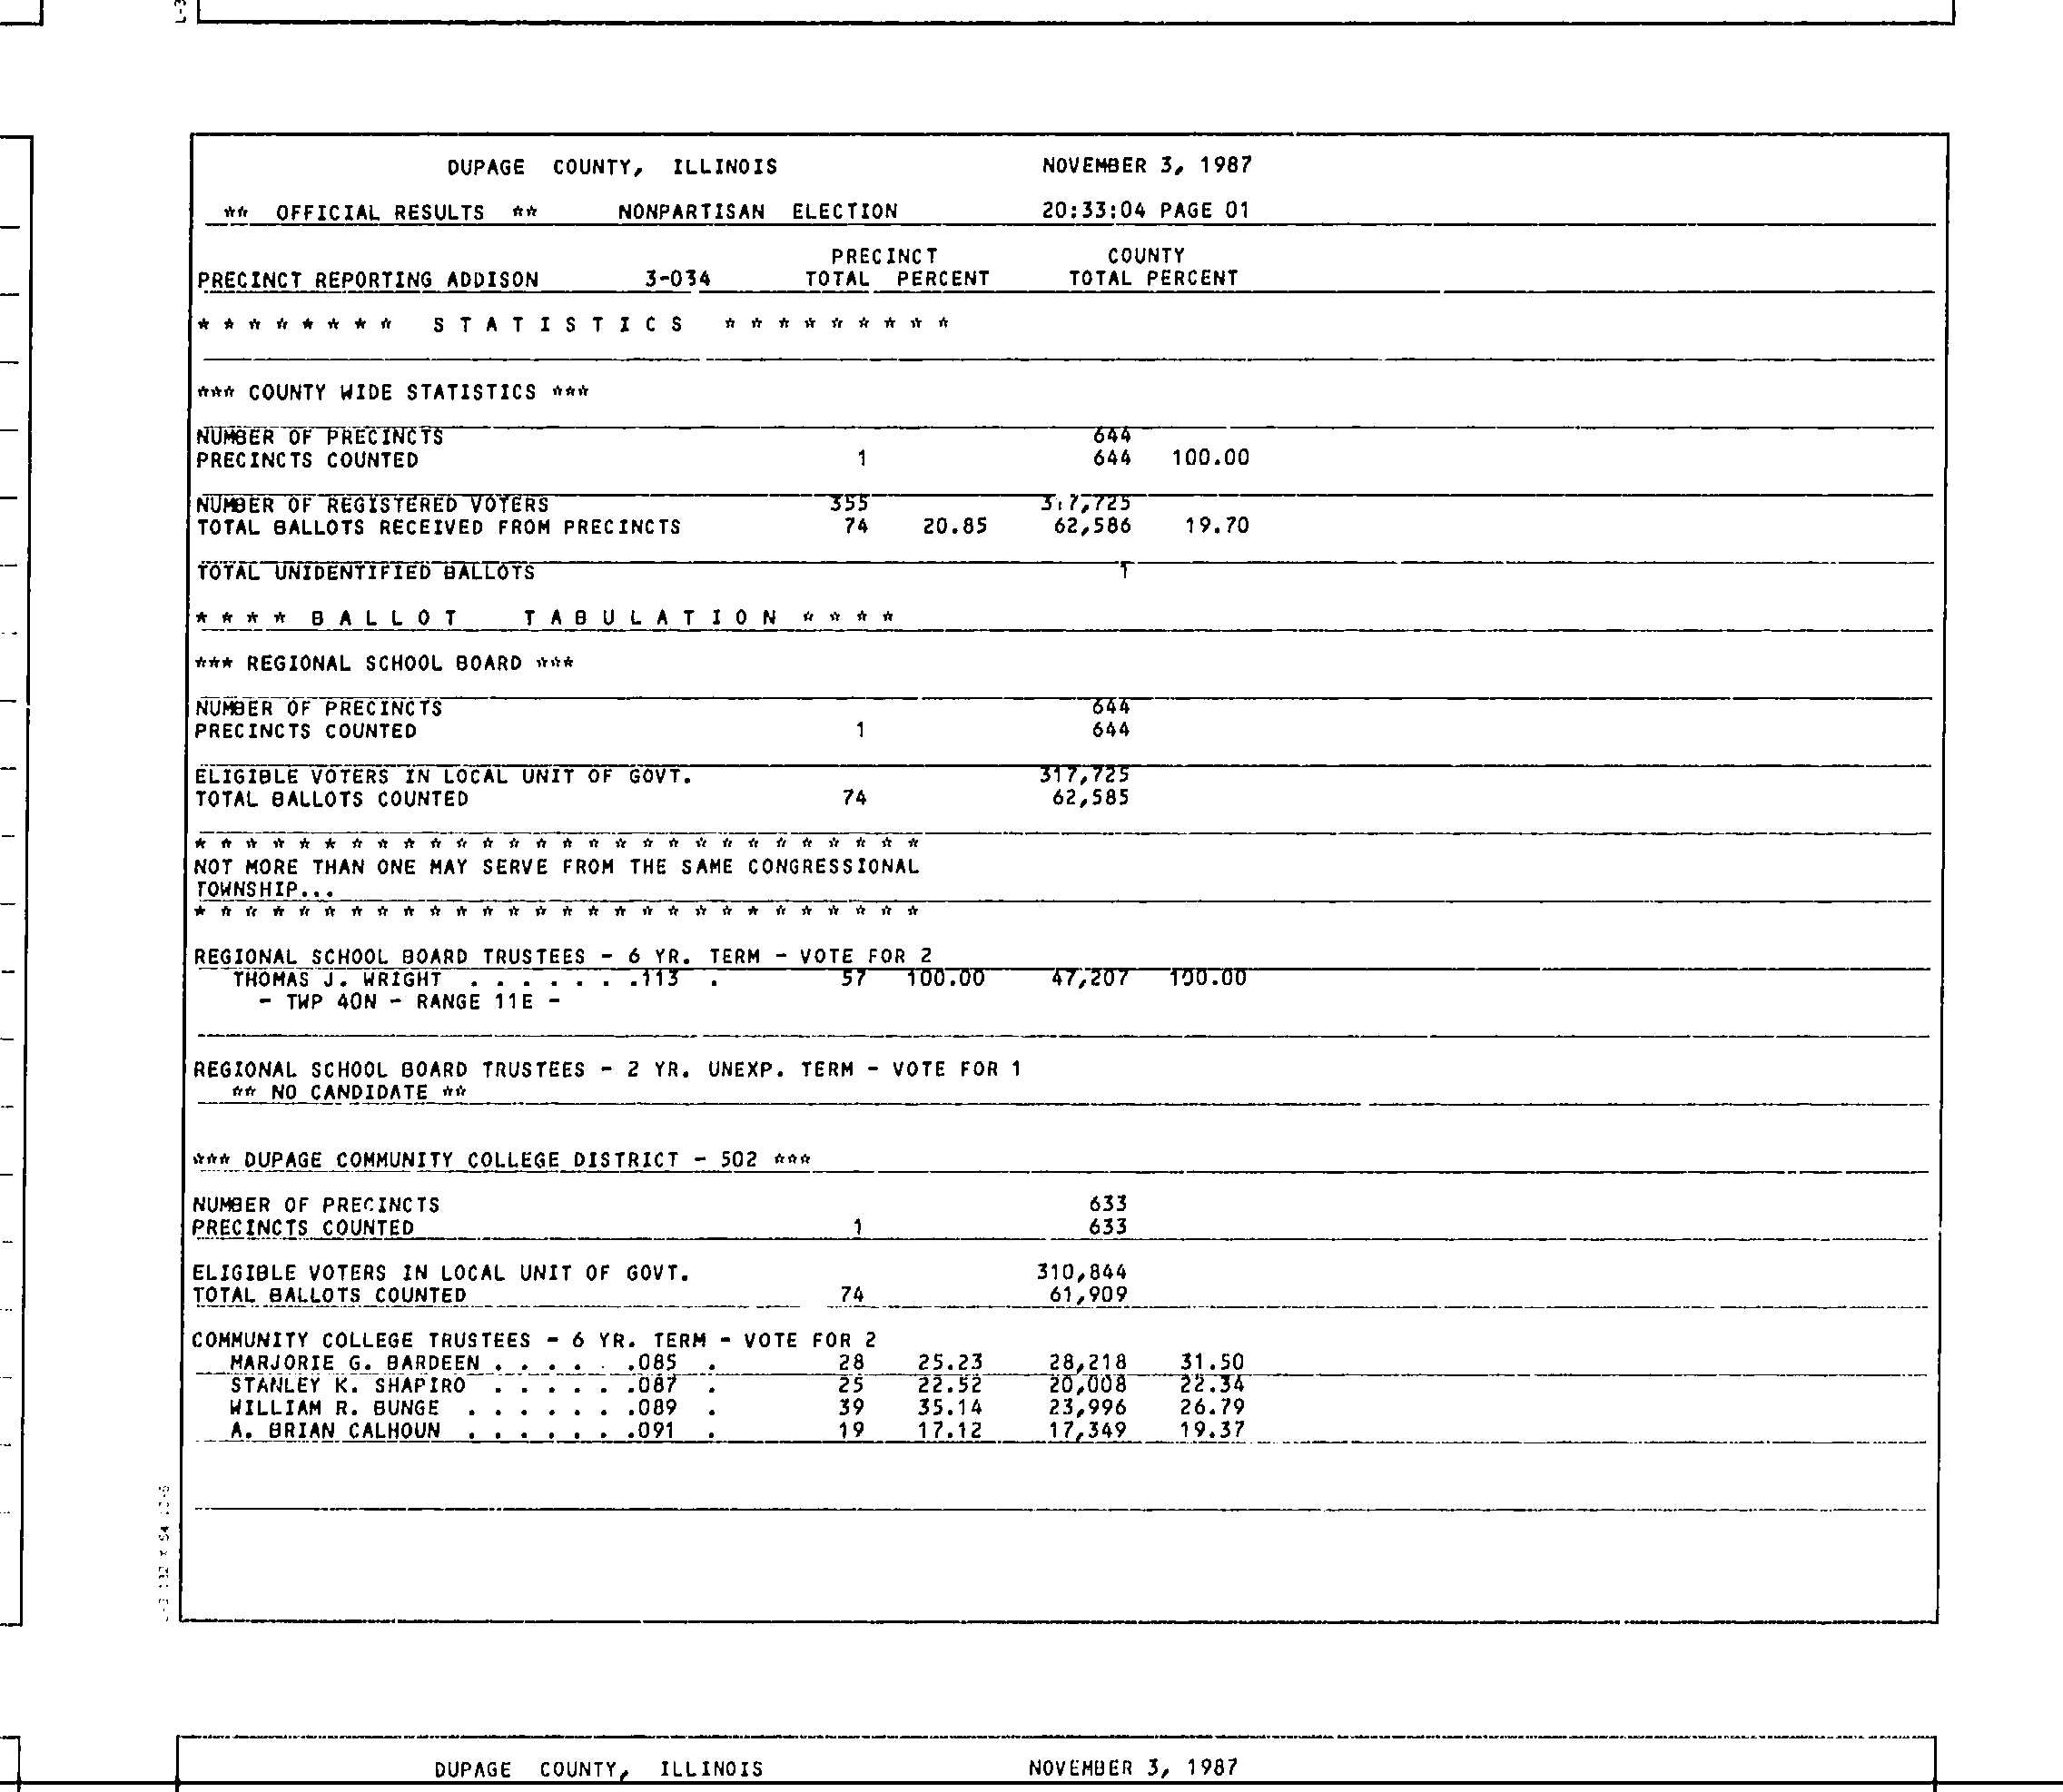 DUPAGE COUNTY, ILLINOIS NOVEMBER 3, 1987
** OFFICIAL RESULTS ** NONPARTISAN ELECTION 20:33:04 PAGE 01
PRECINCT COUNTY
PRECINCT REPORTING ADDISON 3-034 TOTAL PERCENT TOTAL PERCENT
* * * * * * * * S T A T I S T I C S * * * * * * * * *
*** COUNTY WIDE STATISTICS ***
NUMBER OF PRECINCTS 644
PRECINCTS COUNTED 1 644 100.00
NUMBER OF REGISTERED VOTERS 355 317,725
TOTAL BALLOTS RECEIVED FROM PRECINCTS 74 20.85 62,586 19.70
TOTAL UNIDENTIFIED BALLOTS 1
* * * * B A L L O T T A B U L A T I O N * * * *
*** REGIONAL SCHOOL BOARD ***
NUMBER OF PRECINCTS 644
PRECINCTS COUNTED 1 644
ELIGIBLE VOTERS IN LOCAL UNIT OF GOVT. 317,725
TOTAL BALLOTS COUNTED 74 62,585
* * * * * * * * * * * * * * * * * * * * * * * * * * * *
NOT MORE THAN ONE MAY SERVE FROM THE SAME CONGRESSIONAL
TOWNSHIP...
* * * * * * * * * * * * * * * * * * * * * * * * * * * *
REGIONAL SCHOOL BOARD TRUSTEES - 6 YR. TERM - VOTE FOR 2
THOMAS J. WRIGHT . . . . . . .113 . 57 100.00 47,207 100.00
- TWP 40N - RANGE 11E -
REGIONAL SCHOOL BOARD TRUSTEES - 2 YR. UNEXP. TERM - VOTE FOR 1
** NO CANDIDATE **
*** DUPAGE COMMUNITY COLLEGE DISTRICT - 502 ***
NUMBER OF PRECINCTS 633
PRECINCTS COUNTED 1 633
ELIGIBLE VOTERS IN LOCAL UNIT OF GOVT. 310,844
TOTAL BALLOTS COUNTED 74 61,909
COMMUNITY COLLEGE TRUSTEES - 6 YR. TERM - VOTE FOR 2
MARJORIE G. BARDEEN . . . . . .085 . 28 25.23 28,218 31.50
STANLEY K. SHAPIRO . . . . . .087 . 25 22.52 20,008 22.34
WILLIAM R. BUNGE . . . . . . .089 . 39 35.14 23,996 26.79
A. BRIAN CALHOUN . . . . . . .091 . 19 17.12 17,349 19.37
DUPAGE COUNTY, ILLINOIS NOVEMBER 3, 1987